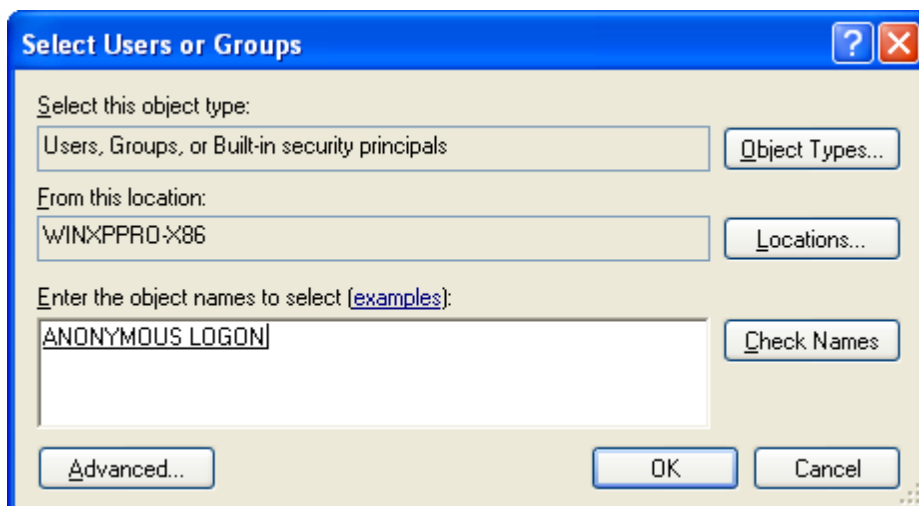 Select Users or Groups
Select this object type:
Users, Groups, or Built-in security principals
Object Types...
From this location:
WINXPPRO-X86
Locations...
Enter the object names to select (examples):
ANONYMOUS LOGON
Check Names
Advanced...
OK
Cancel